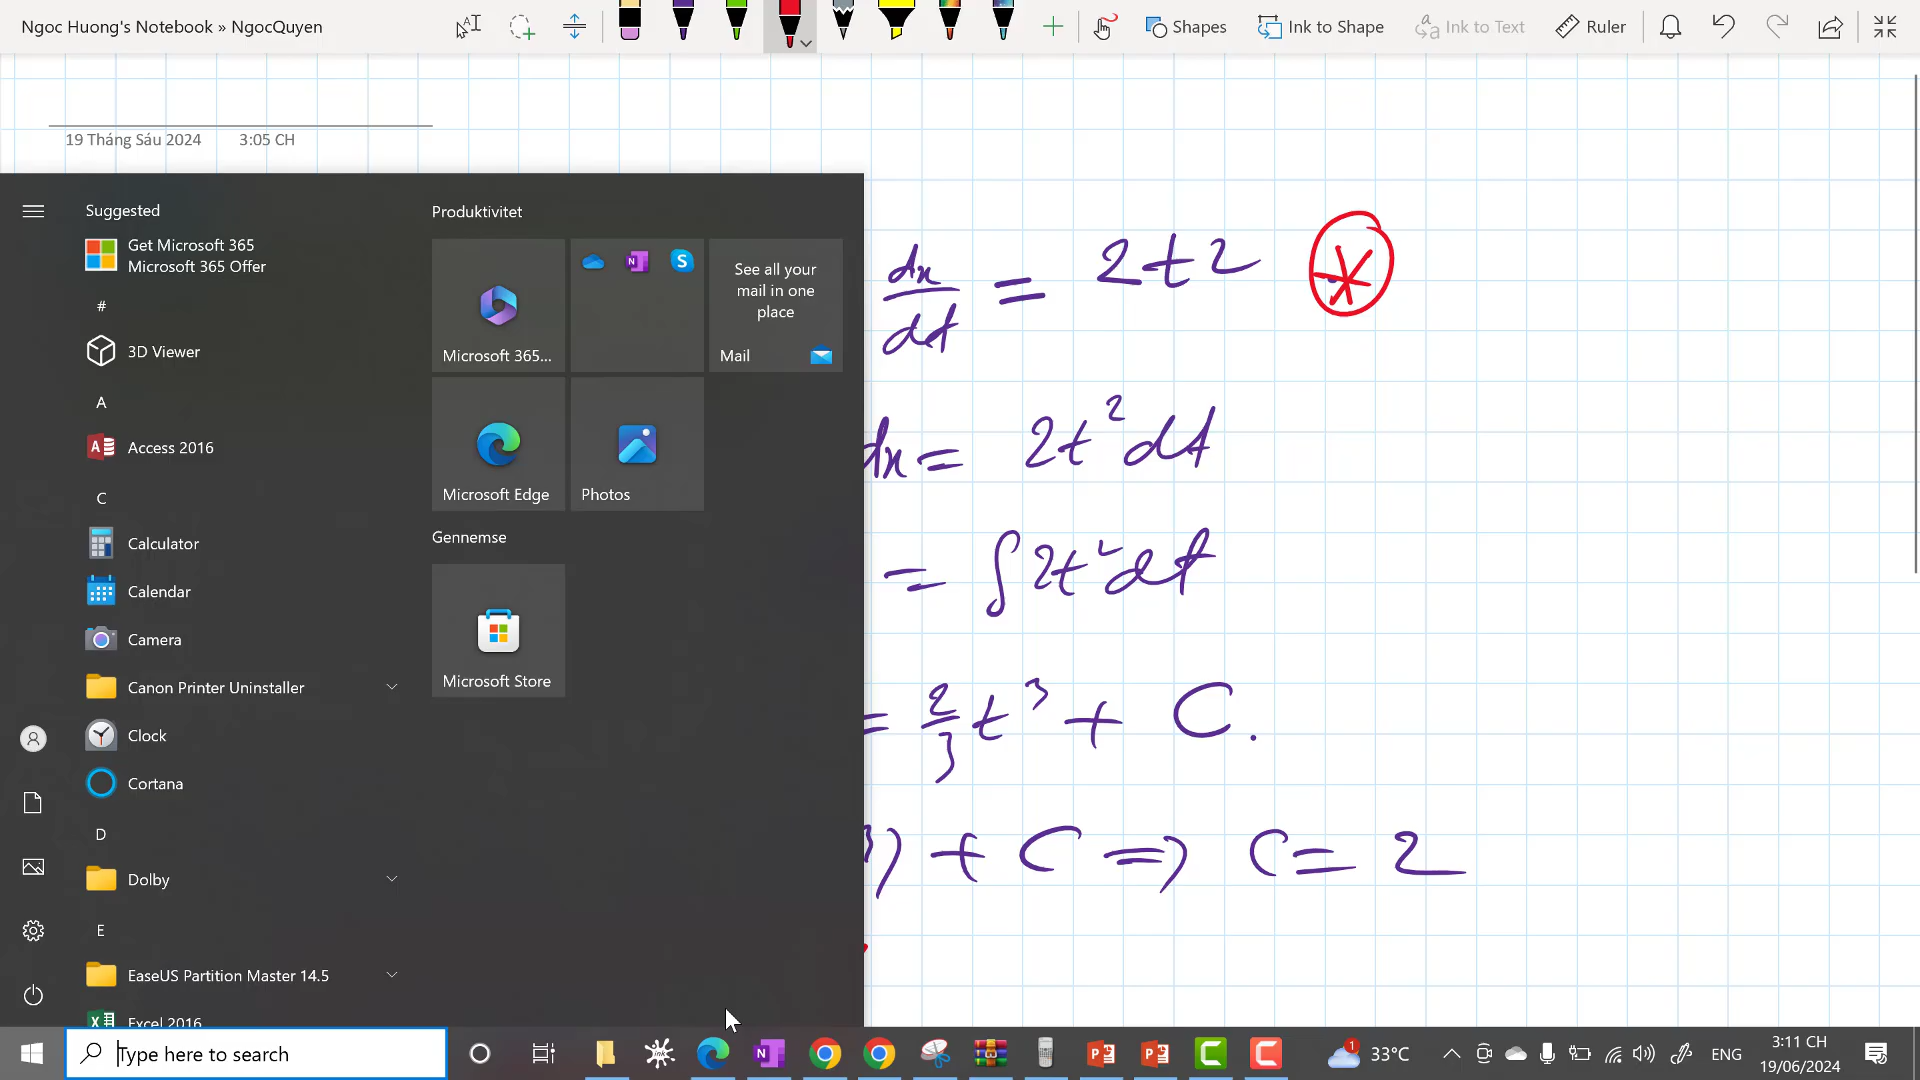 Ngoc Huong's Notebook » NgocQuyen
Shapes
Ink to Shape
Ink to Text
Ruler
19 Tháng Sáu 2024 3:05 CH
Suggested
Get Microsoft 365
Microsoft 365 Offer
#
3D Viewer
A
Access 2016
C
Calculator
Calendar
Camera
Canon Printer Uninstaller
Clock
Cortana
D
Dolby
E
EaseUS Partition Master 14.5
Excel 2016
Produktivitet
Microsoft 365...
See all your
mail in one
place
Mail
Microsoft Edge
Photos
Gennemse
Microsoft Store
dx/dt = 2t2 *
dx = 2t² dt
= ∫2t² dt
= 2/3 t³ + C.
) + C ⇒ C = 2
Type here to search
1
33°C
ENG
3:11 CH
19/06/2024